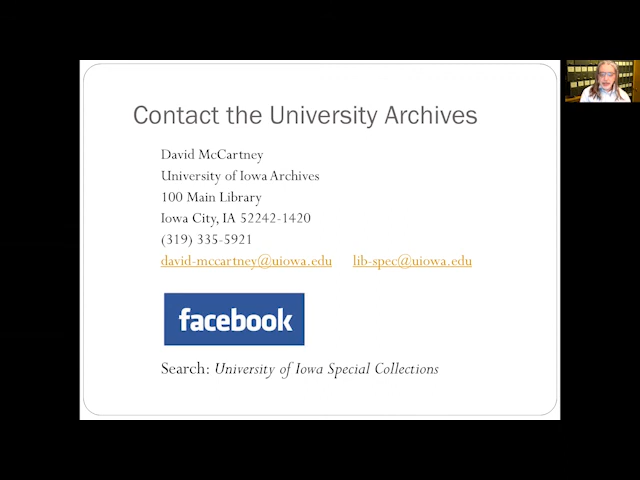 Contact the University Archives
David McCartney
University of Iowa Archives
100 Main Library
Iowa City, IA 52242-1420
(319) 335-5921
david-mccartney@uiowa.edu lib-spec@uiowa.edu
facebook
Search: University of Iowa Special Collections